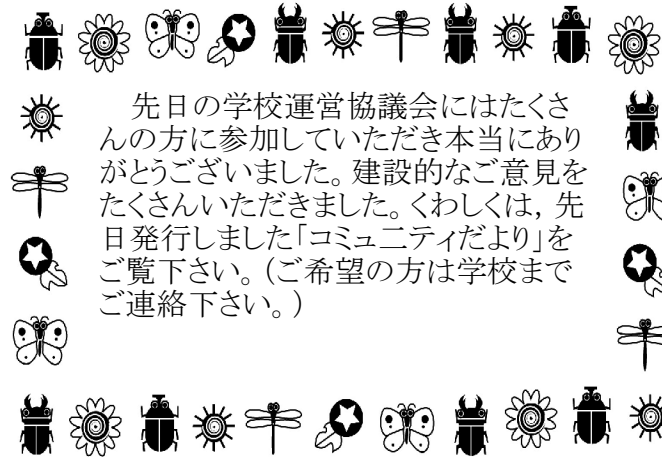 先日の学校運営協議会にはたくさ
んの方に参加していただき本当にあり
がとうございました。建設的なご意見を
たくさんいただきました。くわしくは，先
日発行しました「コミュニティだより」を
ご覧下さい。（ご希望の方は学校まで
ご連絡下さい。）